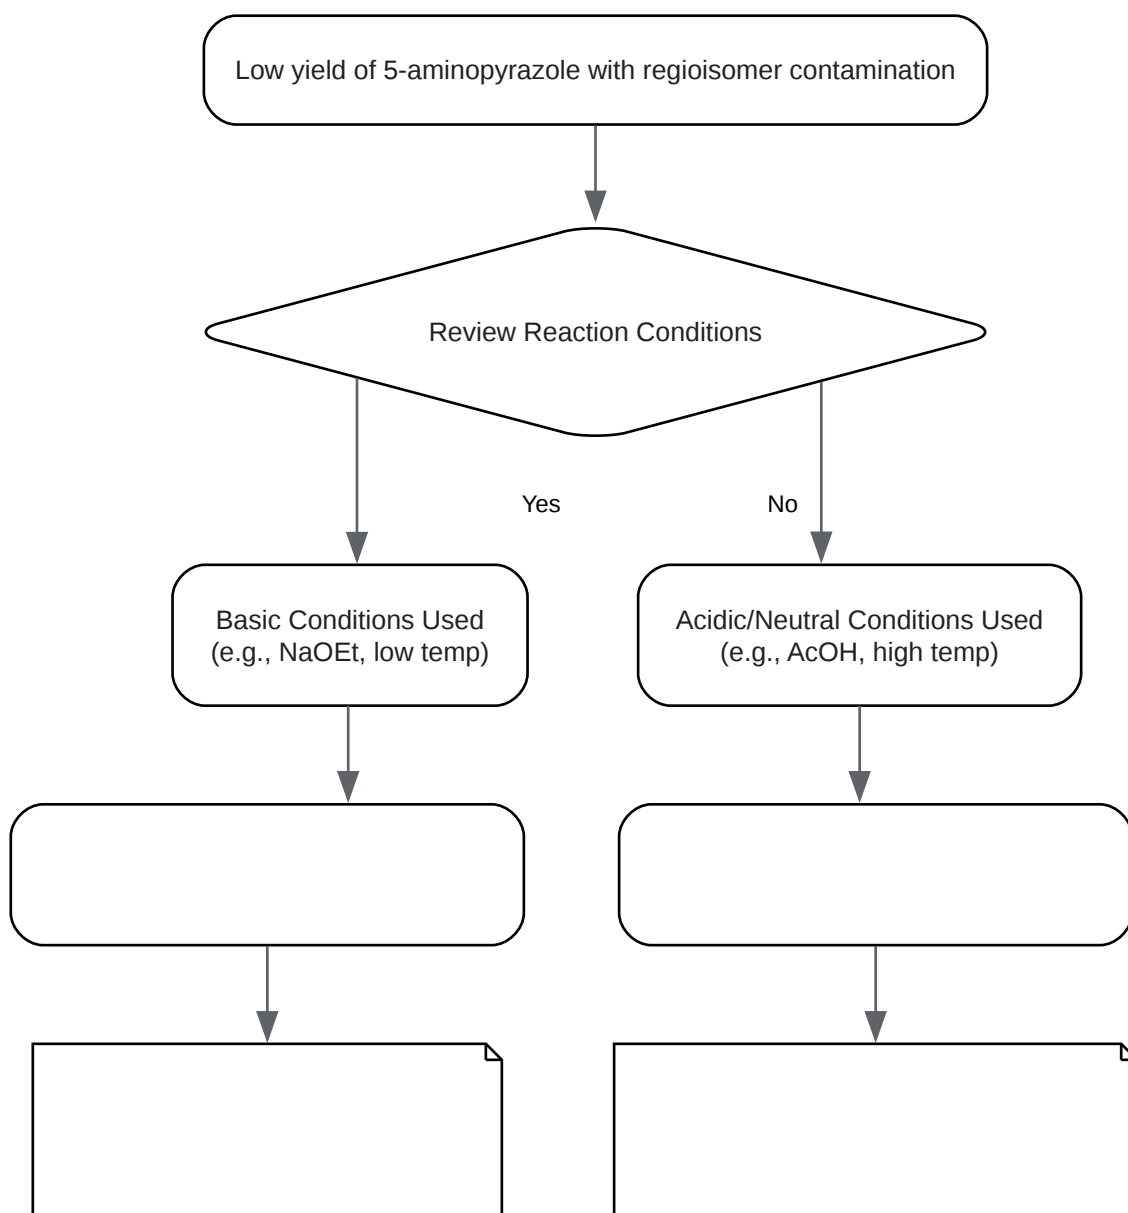 Low yield of 5-aminopyrazole with regioisomer contamination
Review Reaction Conditions
Yes
No
Basic Conditions Used
(e.g., NaOEt, low temp)
Acidic/Neutral Conditions Used
(e.g., AcOH, high temp)